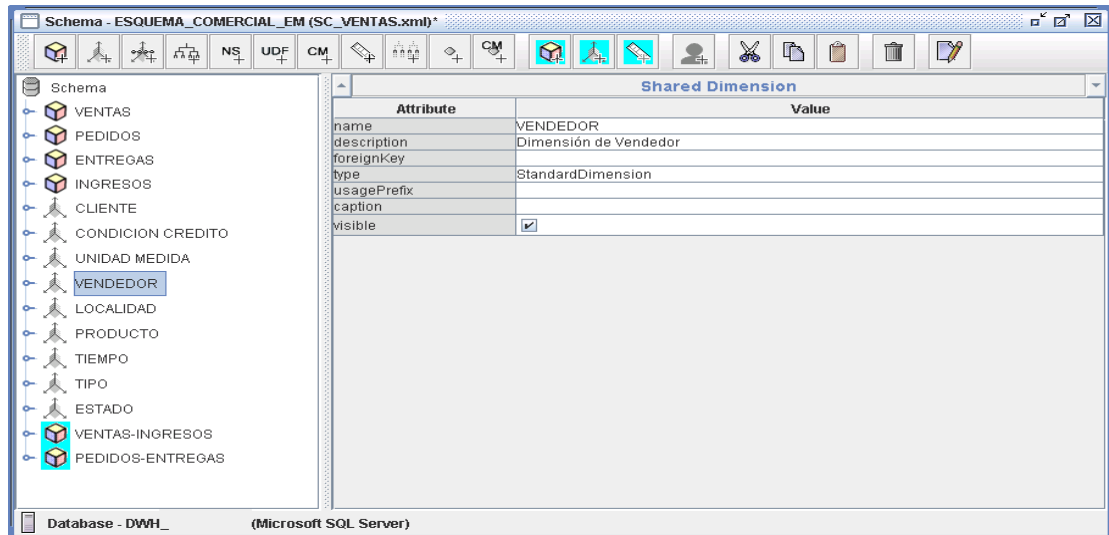 Schema - ESQUEMA_COMERCIAL_EM (SC_VENTAS.xml)*
NS UDF CM CM
Schema
VENTAS
PEDIDOS
ENTREGAS
INGRESOS
CLIENTE
CONDICION CREDITO
UNIDAD MEDIDA
VENDEDOR
LOCALIDAD
PRODUCTO
TIEMPO
TIPO
ESTADO
VENTAS-INGRESOS
PEDIDOS-ENTREGAS
Shared Dimension
Attribute Value
name VENDEDOR
description Dimensión de Vendedor
foreignKey
type StandardDimension
usagePrefix
caption
visible
Database - DWH_ (Microsoft SQL Server)